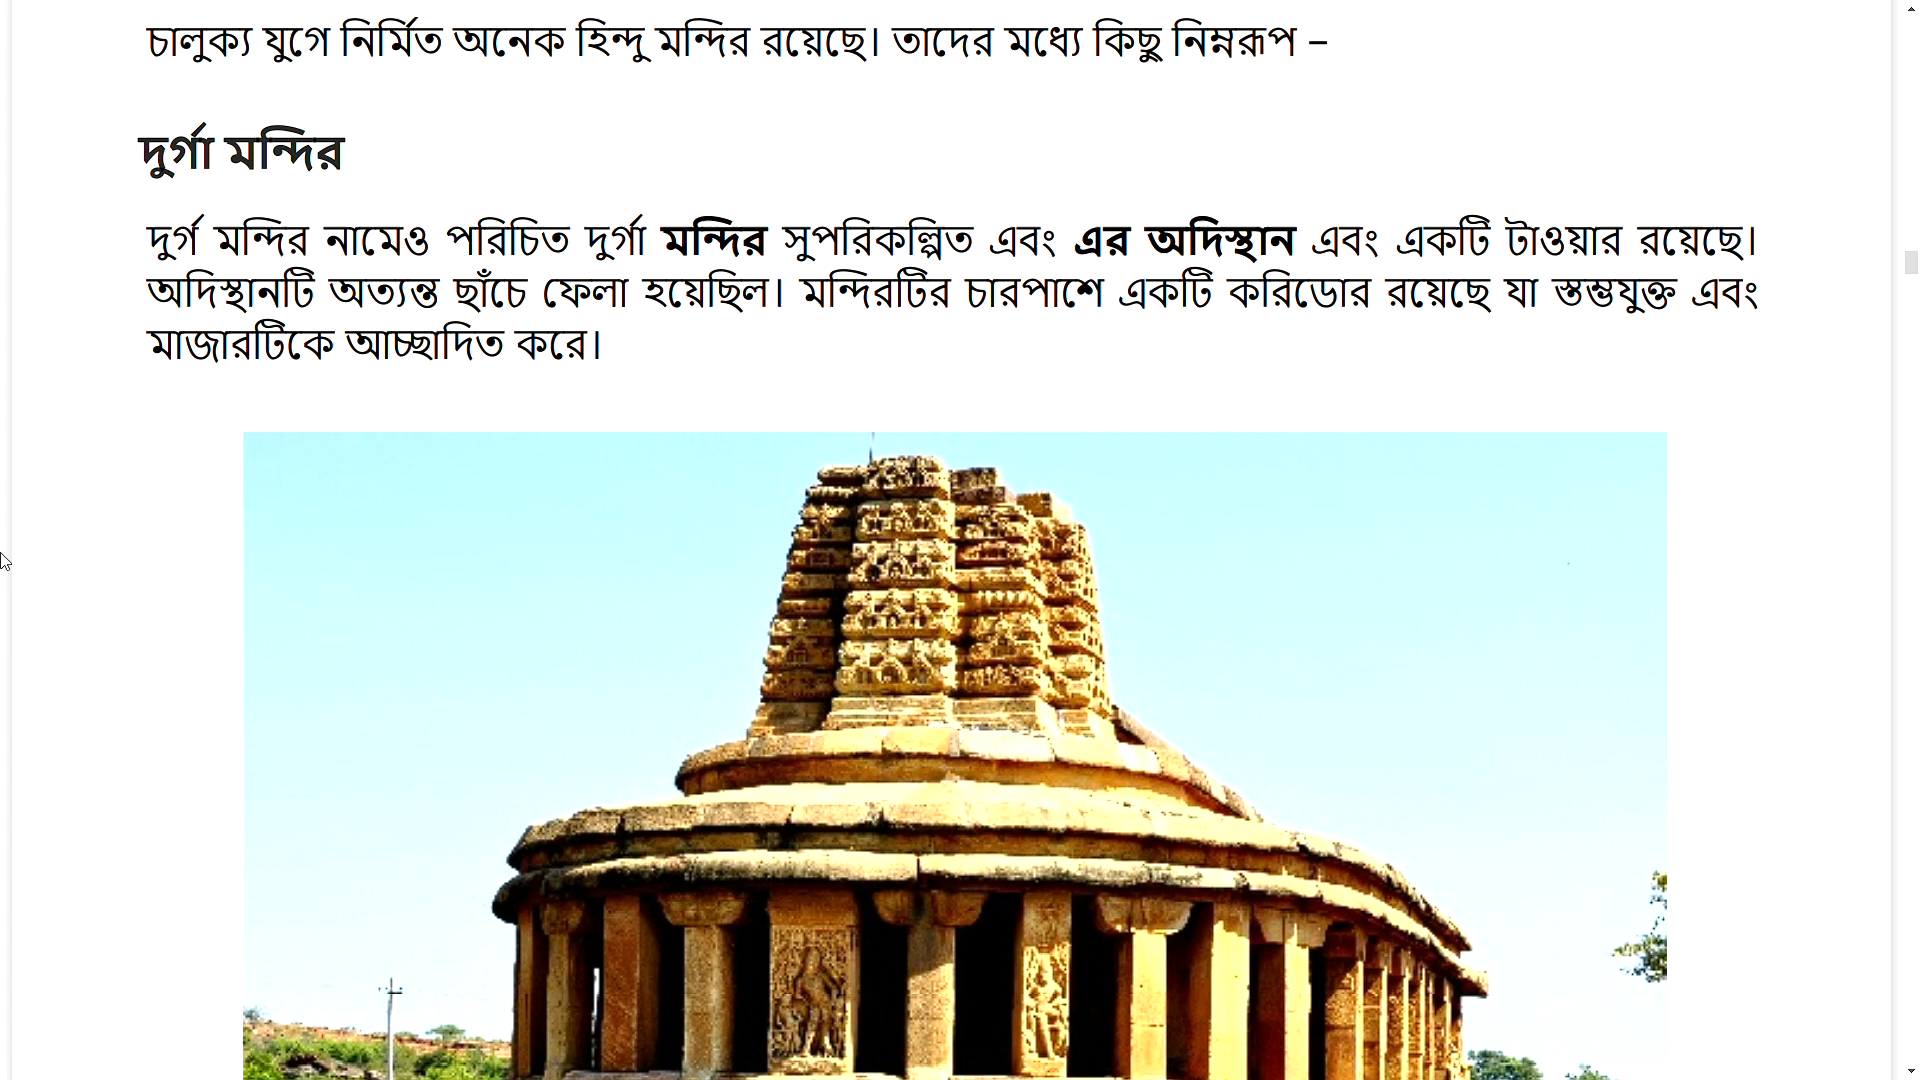 চালুক্য যুগে নির্মিত অনেক হিন্দু মন্দির রয়েছে। তাদের মধ্যে কিছু নিম্নরূপ –
দুর্গা মন্দির
দুর্গ মন্দির নামেও পরিচিত দুর্গা মন্দির সুপরিকল্পিত এবং এর অদিস্থান এবং একটি টাওয়ার রয়েছে।
অদিস্থানটি অত্যন্ত ছাঁচে ফেলা হয়েছিল। মন্দিরটির চারপাশে একটি করিডোর রয়েছে যা স্তম্ভযুক্ত এবং
মাজারটিকে আচ্ছাদিত করে।